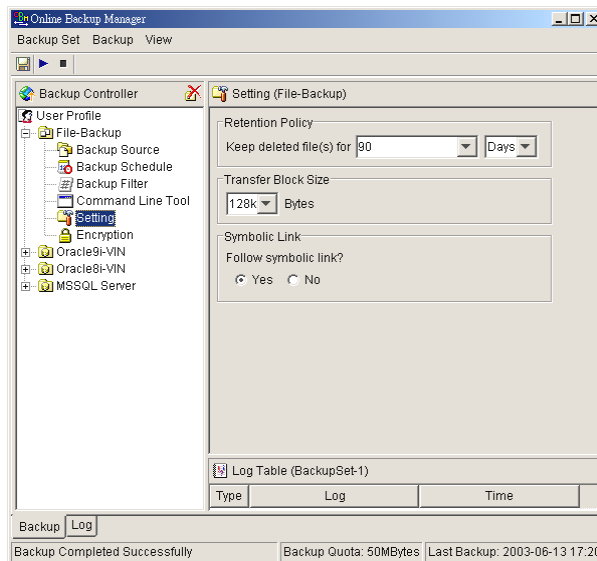 Online Backup Manager
Backup Set Backup View
Backup Controller
User Profile
File-Backup
Backup Source
Backup Schedule
Backup Filter
Command Line Tool
Setting
Encryption
Oracle9i-VIN
Oracle8i-VIN
MSSQL Server
Setting (File-Backup)
Retention Policy
Keep deleted file(s) for 90 Days
Transfer Block Size
128k Bytes
Symbolic Link
Follow symbolic link?
Yes No
Log Table (BackupSet-1)
Type Log Time
Backup Log
Backup Completed Successfully Backup Quota: 50MBytes Last Backup: 2003-06-13 17:20